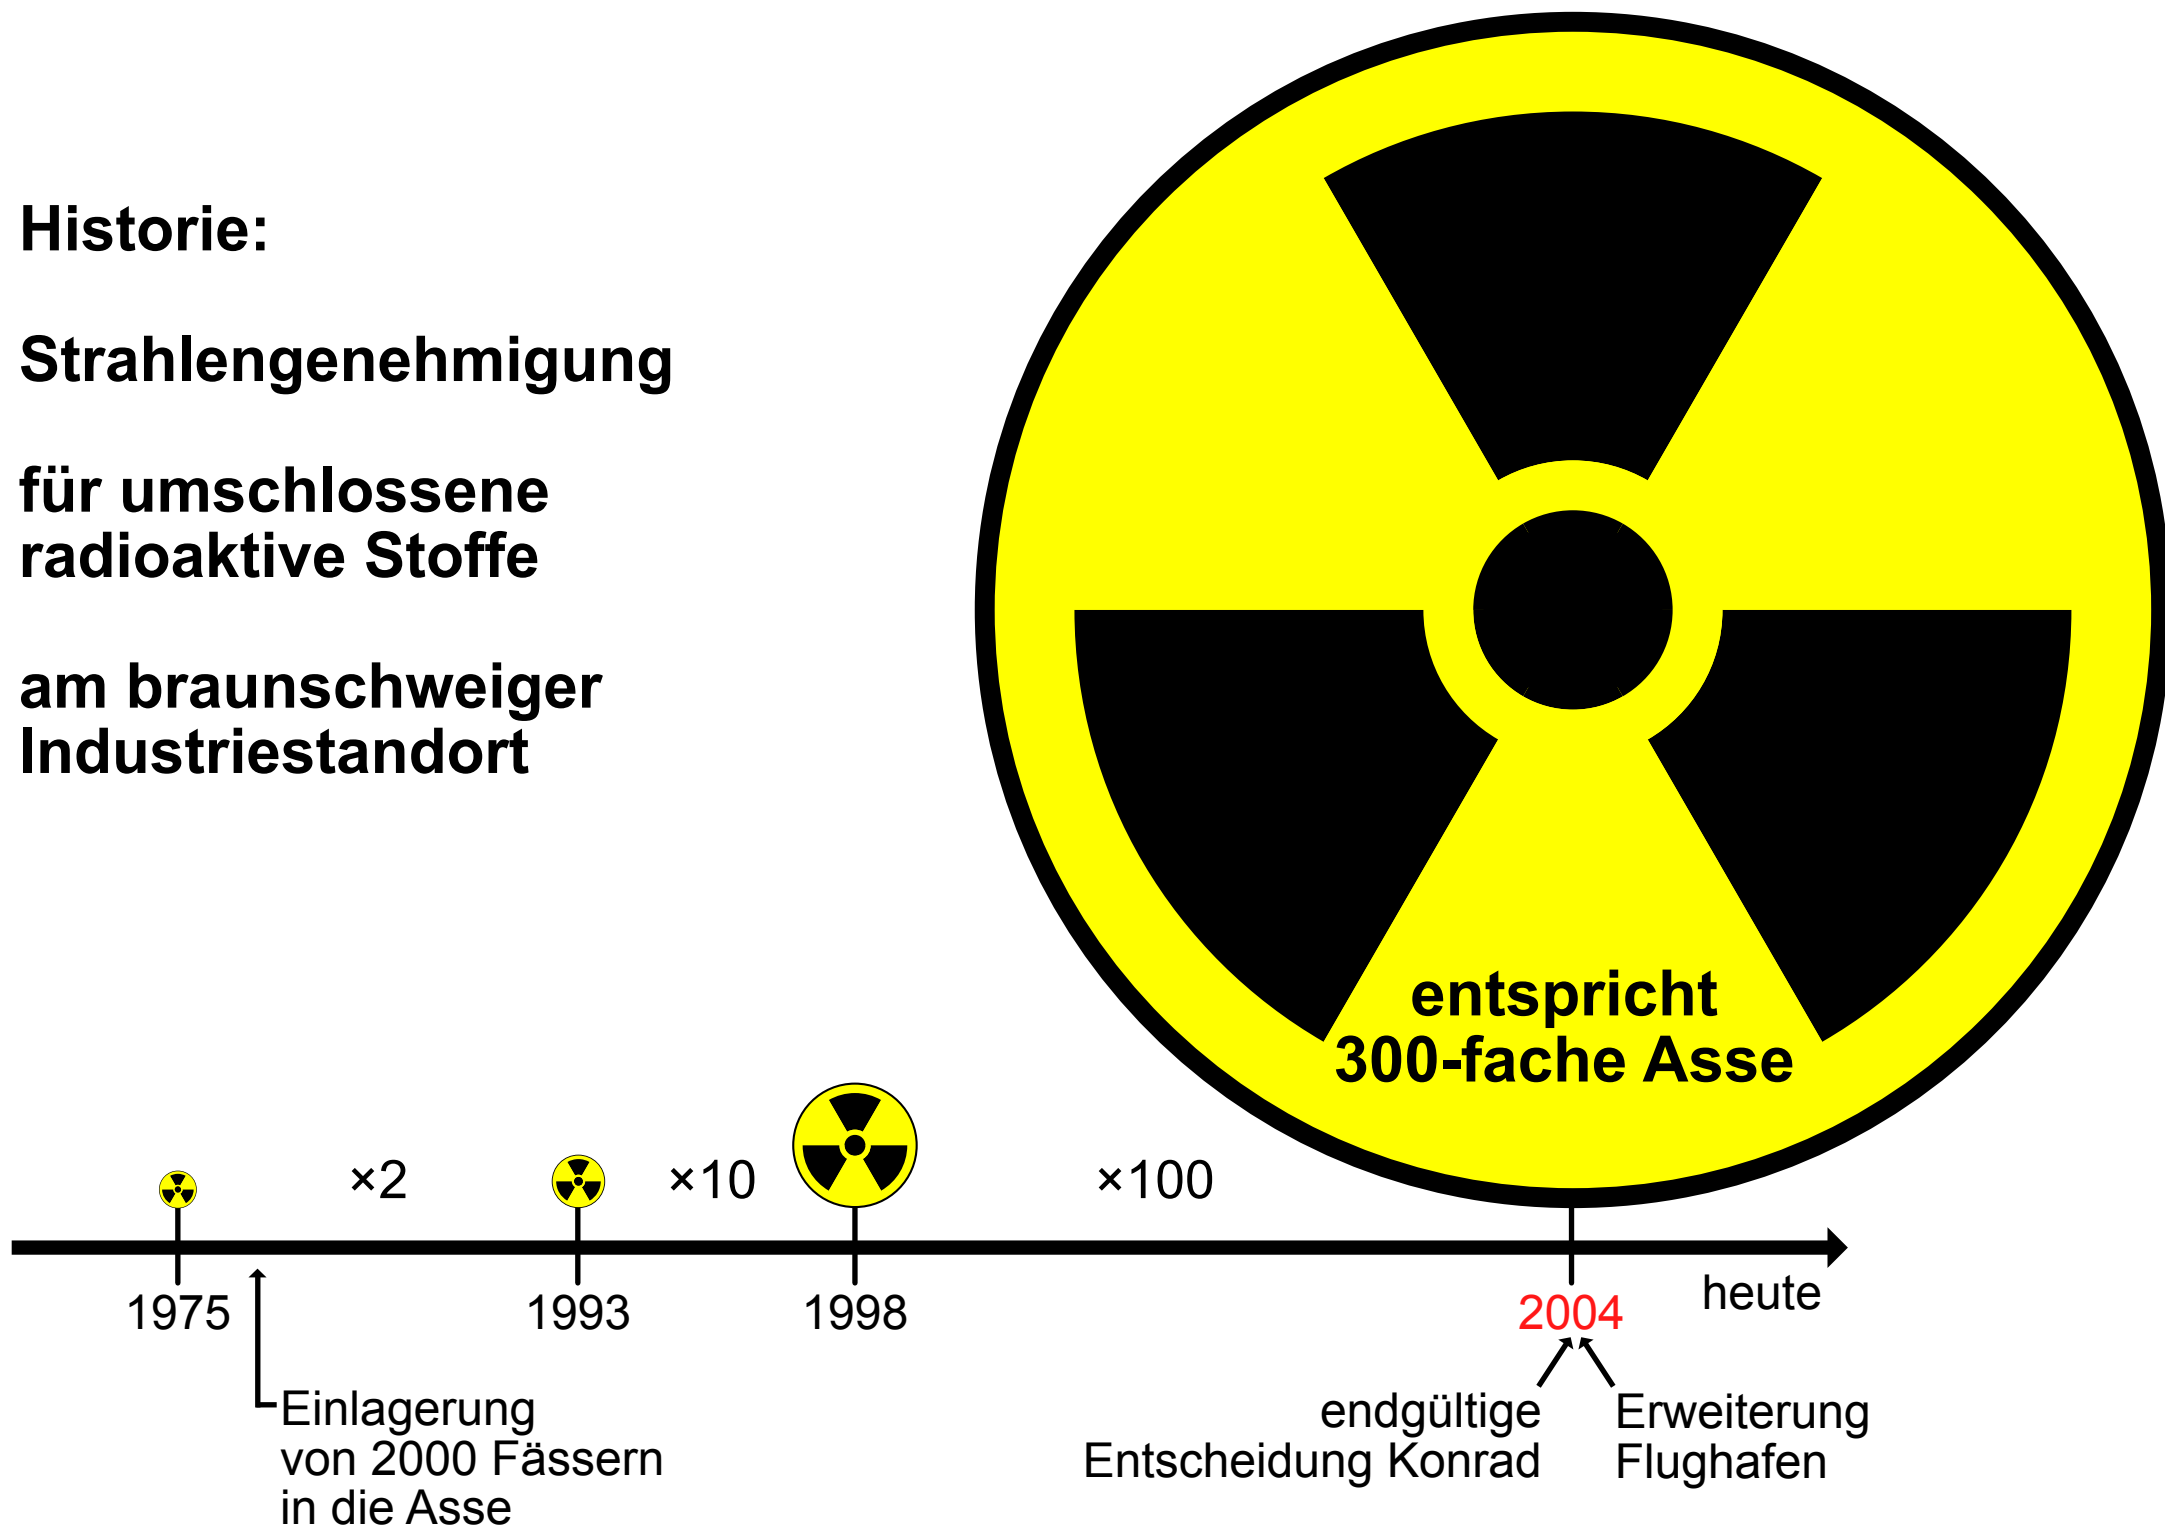 Historie:
Strahlengenehmigung
für umschlossene
radioaktive Stoffe
am braunschweiger
Industriestandort
entspricht
300-fache Asse
×2
×10
×100
1975
1993
1998
2004
heute
Einlagerung
von 2000 Fässern
in die Asse
endgültige
Entscheidung Konrad
Erweiterung
Flughafen